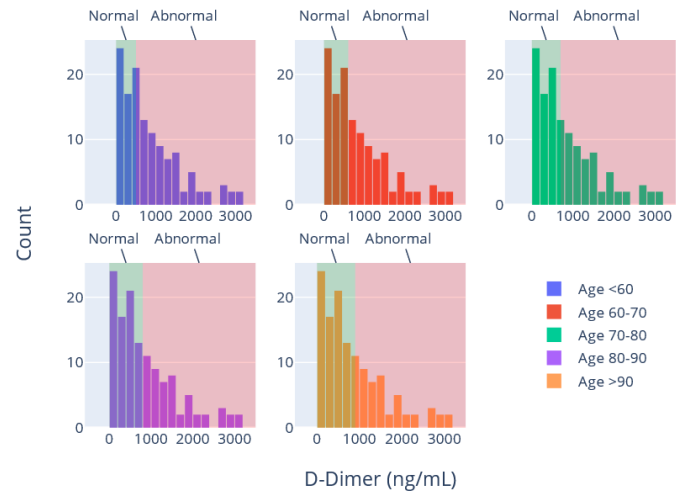 Normal Abnormal Normal Abnormal Normal Abnormal
20 20 20
10 10 10
0 0 0
0 1000 2000 3000 0 1000 2000 3000 0 1000 2000 3000
Count
Normal Abnormal Normal Abnormal
20 20
10 10
0 0
0 1000 2000 3000 0 1000 2000 3000
Age <60
Age 60-70
Age 70-80
Age 80-90
Age >90
D-Dimer (ng/mL)